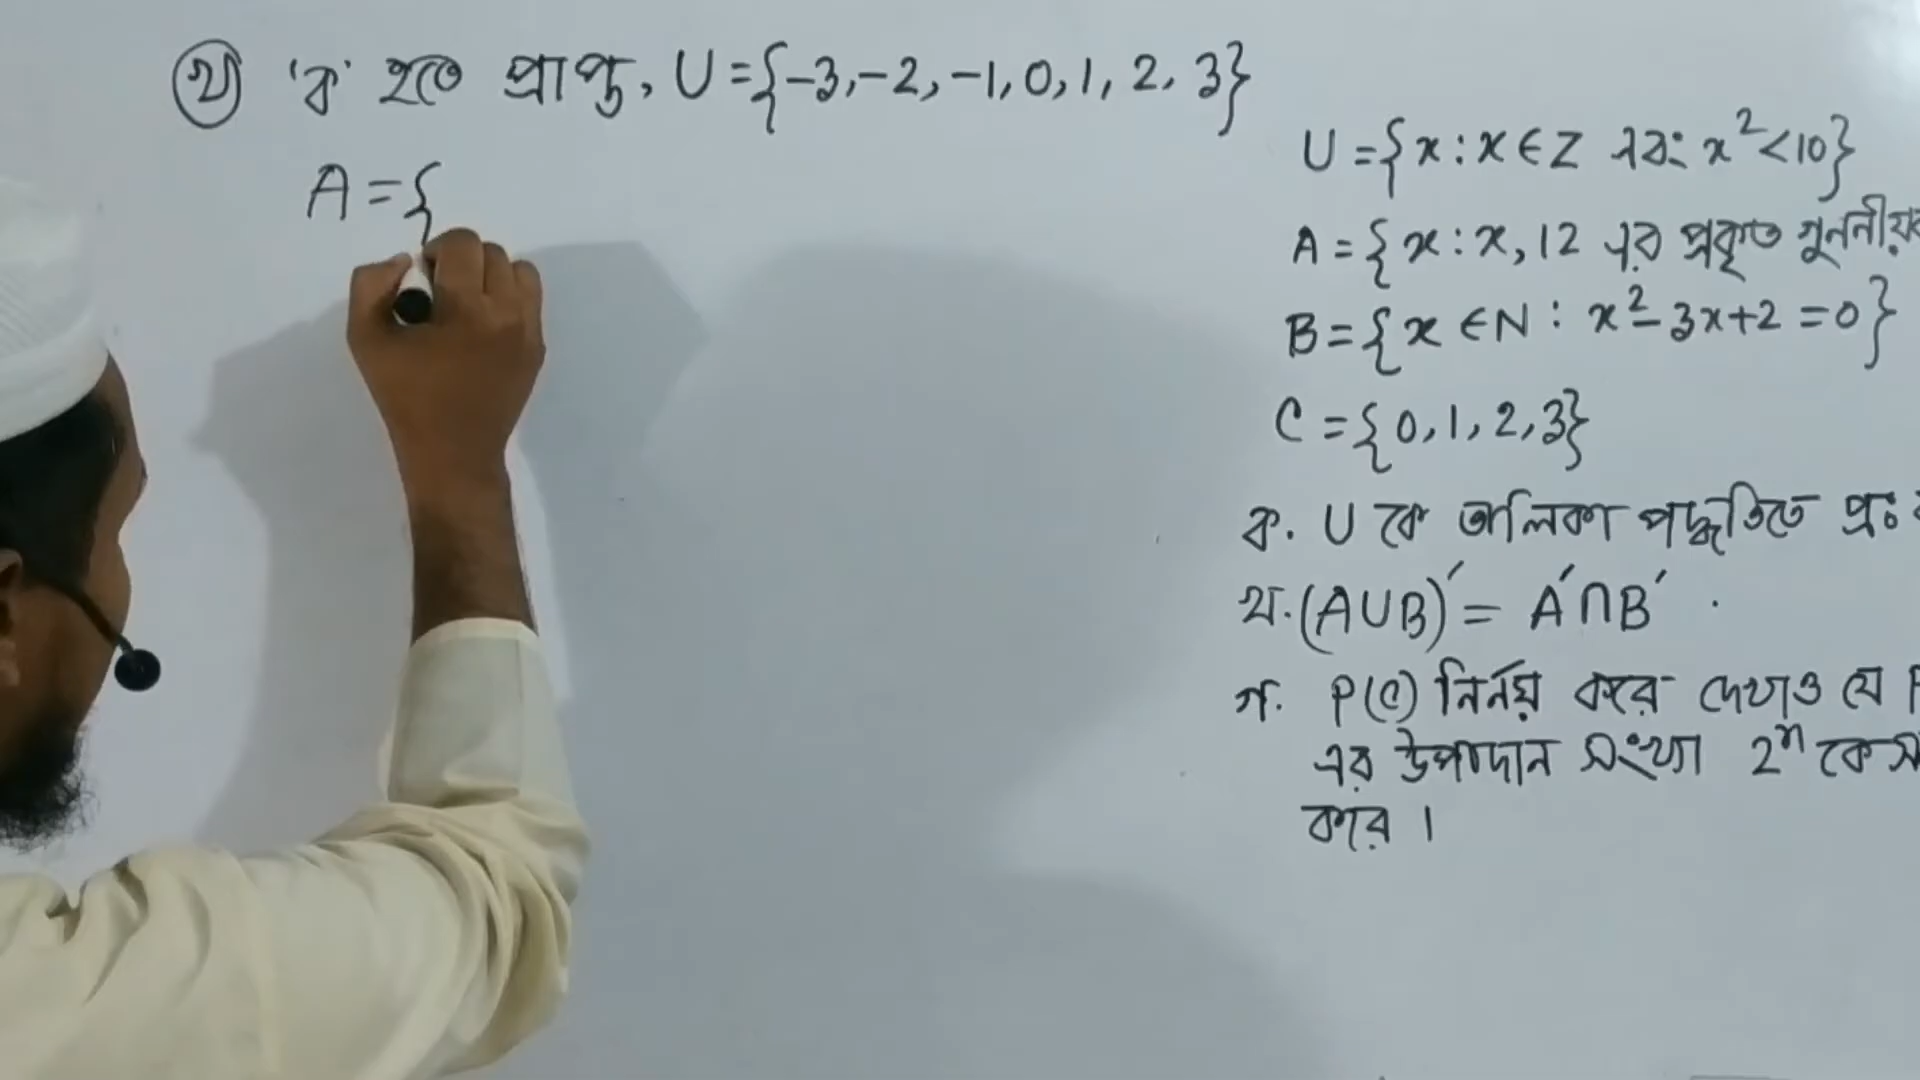 খ 'ক' হতে প্রাপ্ত, U={-3,-2,-1,0,1,2,3}
A={
U={x:x∈Z এবং x²<10}
A={x:x,12 এর প্রকৃত গুননীয়ক
B={x∈N: x²-3x+2=0}
C={0,1,2,3}
ক. U কে তালিকা পদ্ধতিতে প্রঃ
খ. (A∪B)′= A′∩B′ .
গ. P(C) নির্নয় করে দেখাও যে P
এর উপাদান সংখ্যা 2ⁿ কে
করে ।